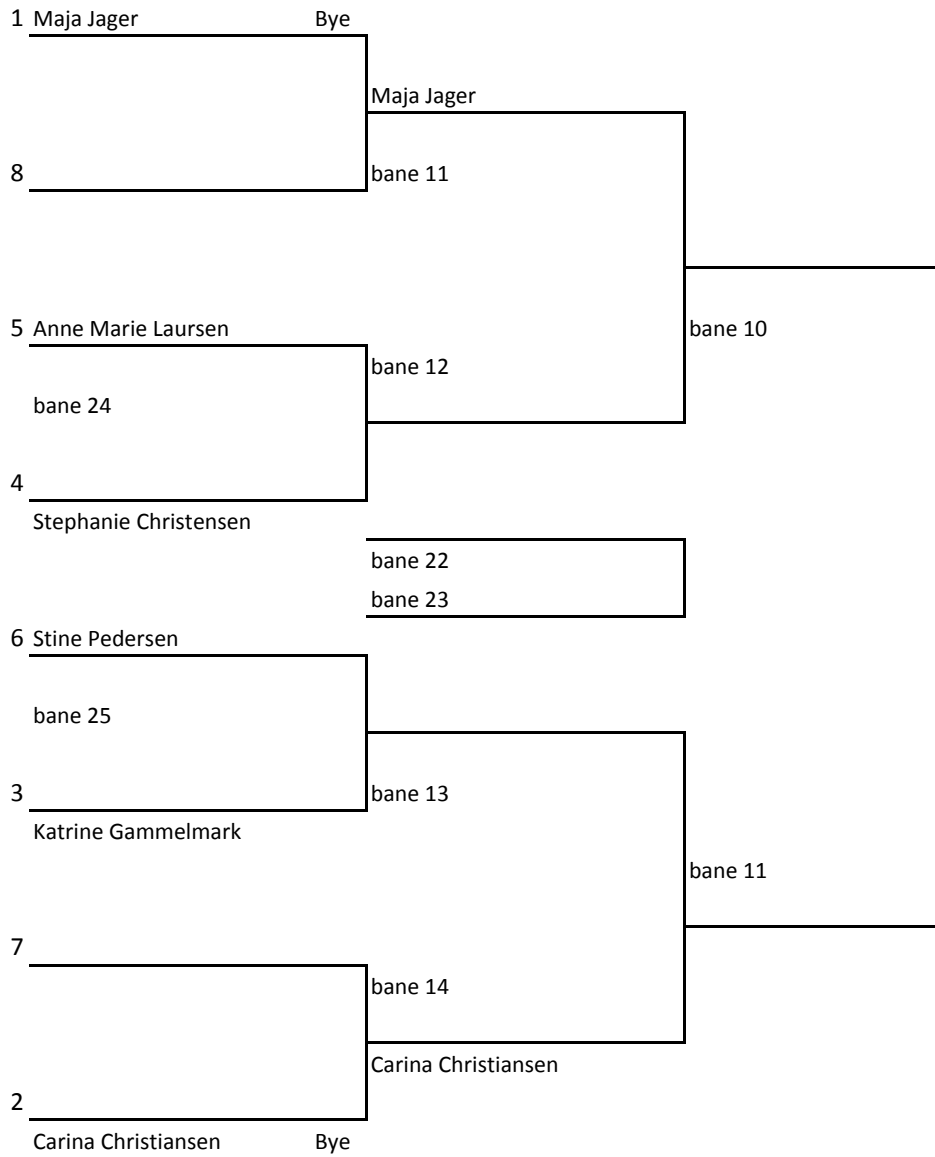 1 Maja Jager Bye
Maja Jager
8
bane 11
5 Anne Marie Laursen
bane 10
bane 12
bane 24
4
Stephanie Christensen
bane 22
bane 23
6 Stine Pedersen
bane 25
3
bane 13
Katrine Gammelmark
bane 11
7
bane 14
Carina Christiansen
2
Carina Christiansen Bye